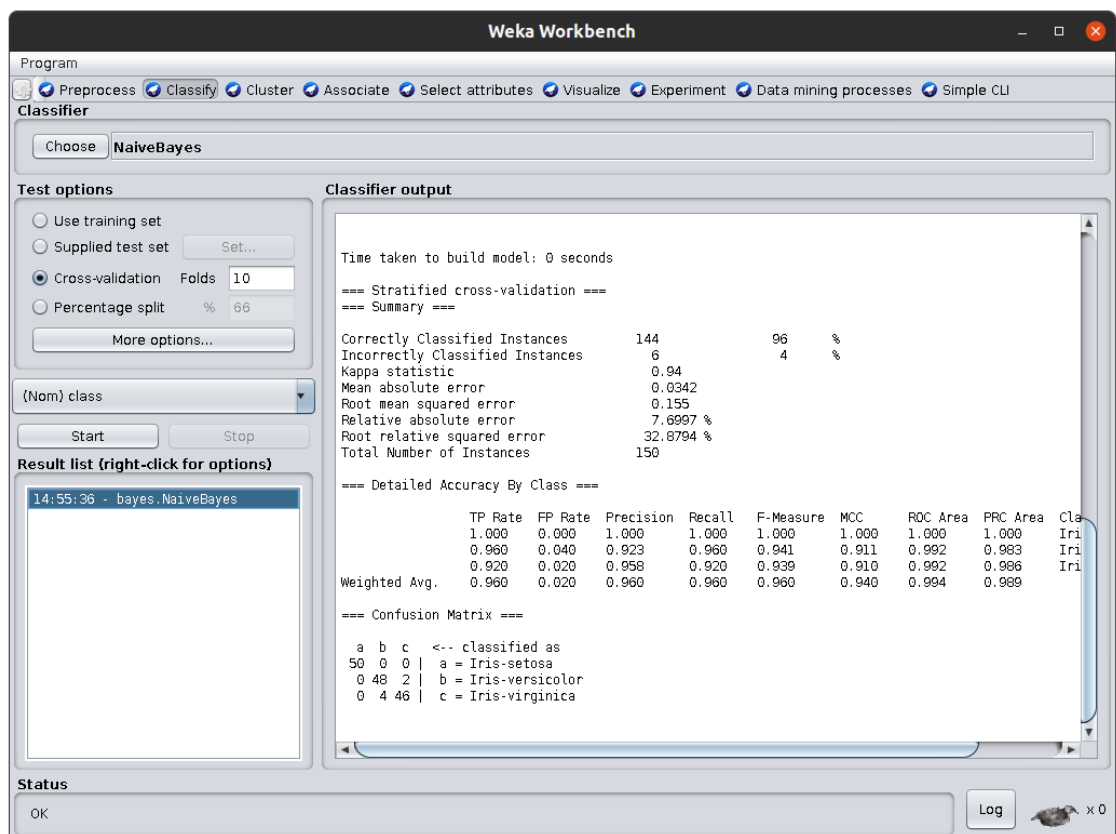 Weka Workbench
Program
Preprocess Classify Cluster Associate Select attributes Visualize Experiment Data mining processes Simple CLI
Classifier
Choose NaiveBayes
Test options
Use training set
Supplied test set Set...
Cross-validation Folds 10
Percentage split % 66
More options...
(Nom) class
Start Stop
Result list (right-click for options)
14:55:36 - bayes.NaiveBayes
Classifier output
Time taken to build model: 0 seconds
=== Stratified cross-validation ===
=== Summary ===
Correctly Classified Instances 144 96 %
Incorrectly Classified Instances 6 4 %
Kappa statistic 0.94
Mean absolute error 0.0342
Root mean squared error 0.155
Relative absolute error 7.6997 %
Root relative squared error 32.8794 %
Total Number of Instances 150
=== Detailed Accuracy By Class ===
TP Rate FP Rate Precision Recall F-Measure MCC ROC Area PRC Area Cla
1.000 0.000 1.000 1.000 1.000 1.000 1.000 1.000 Iri
0.960 0.040 0.923 0.960 0.941 0.911 0.992 0.983 Iri
0.920 0.020 0.958 0.920 0.939 0.910 0.992 0.986 Iri
Weighted Avg. 0.960 0.020 0.960 0.960 0.960 0.940 0.994 0.989
=== Confusion Matrix ===
a b c <-- classified as
50 0 0 | a = Iris-setosa
0 48 2 | b = Iris-versicolor
0 4 46 | c = Iris-virginica
Status
OK
Log x 0